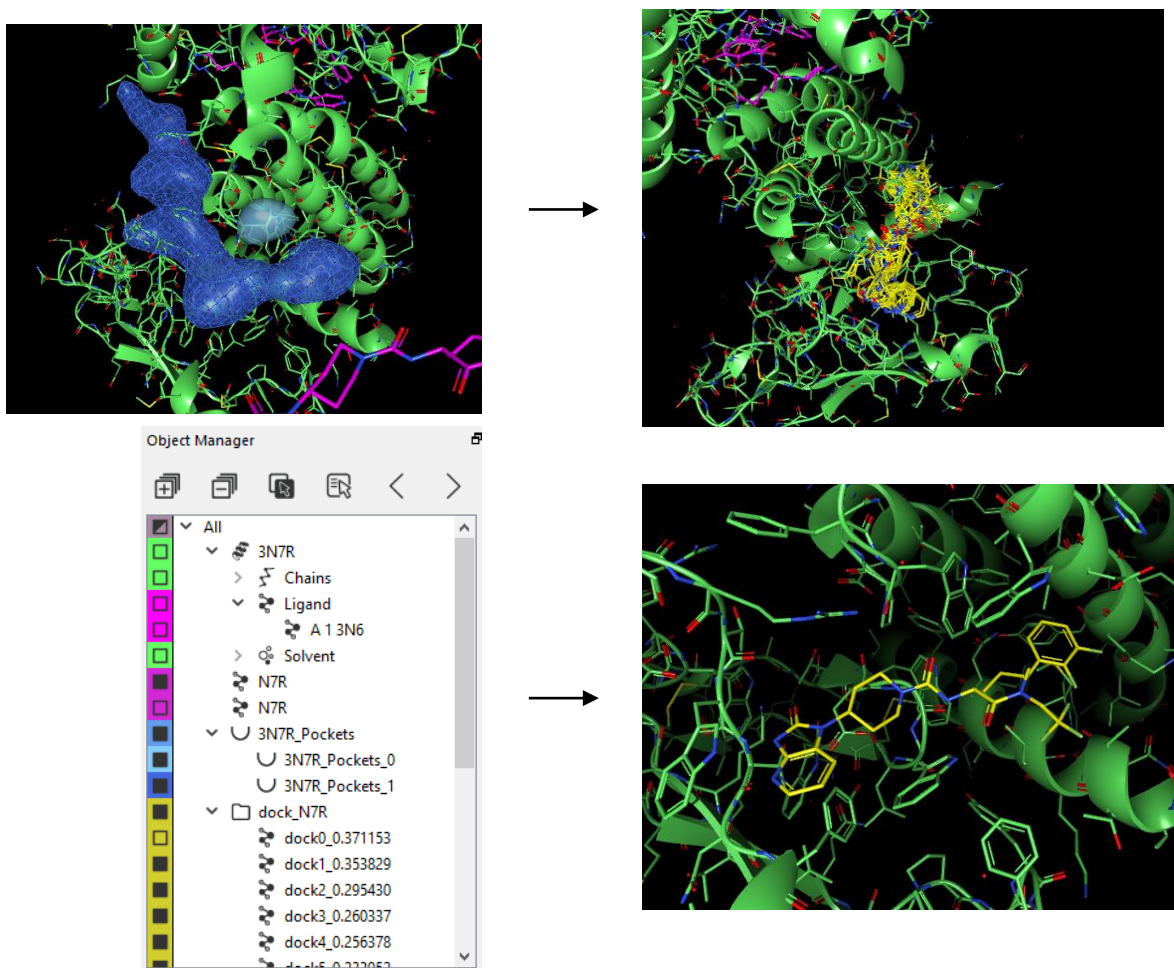 Object Manager
All
3N7R
Chains
Ligand
A 1 3N6
Solvent
N7R
N7R
3N7R_Pockets
3N7R_Pockets_0
3N7R_Pockets_1
dock_N7R
dock0_0.371153
dock1_0.353829
dock2_0.295430
dock3_0.260337
dock4_0.256378